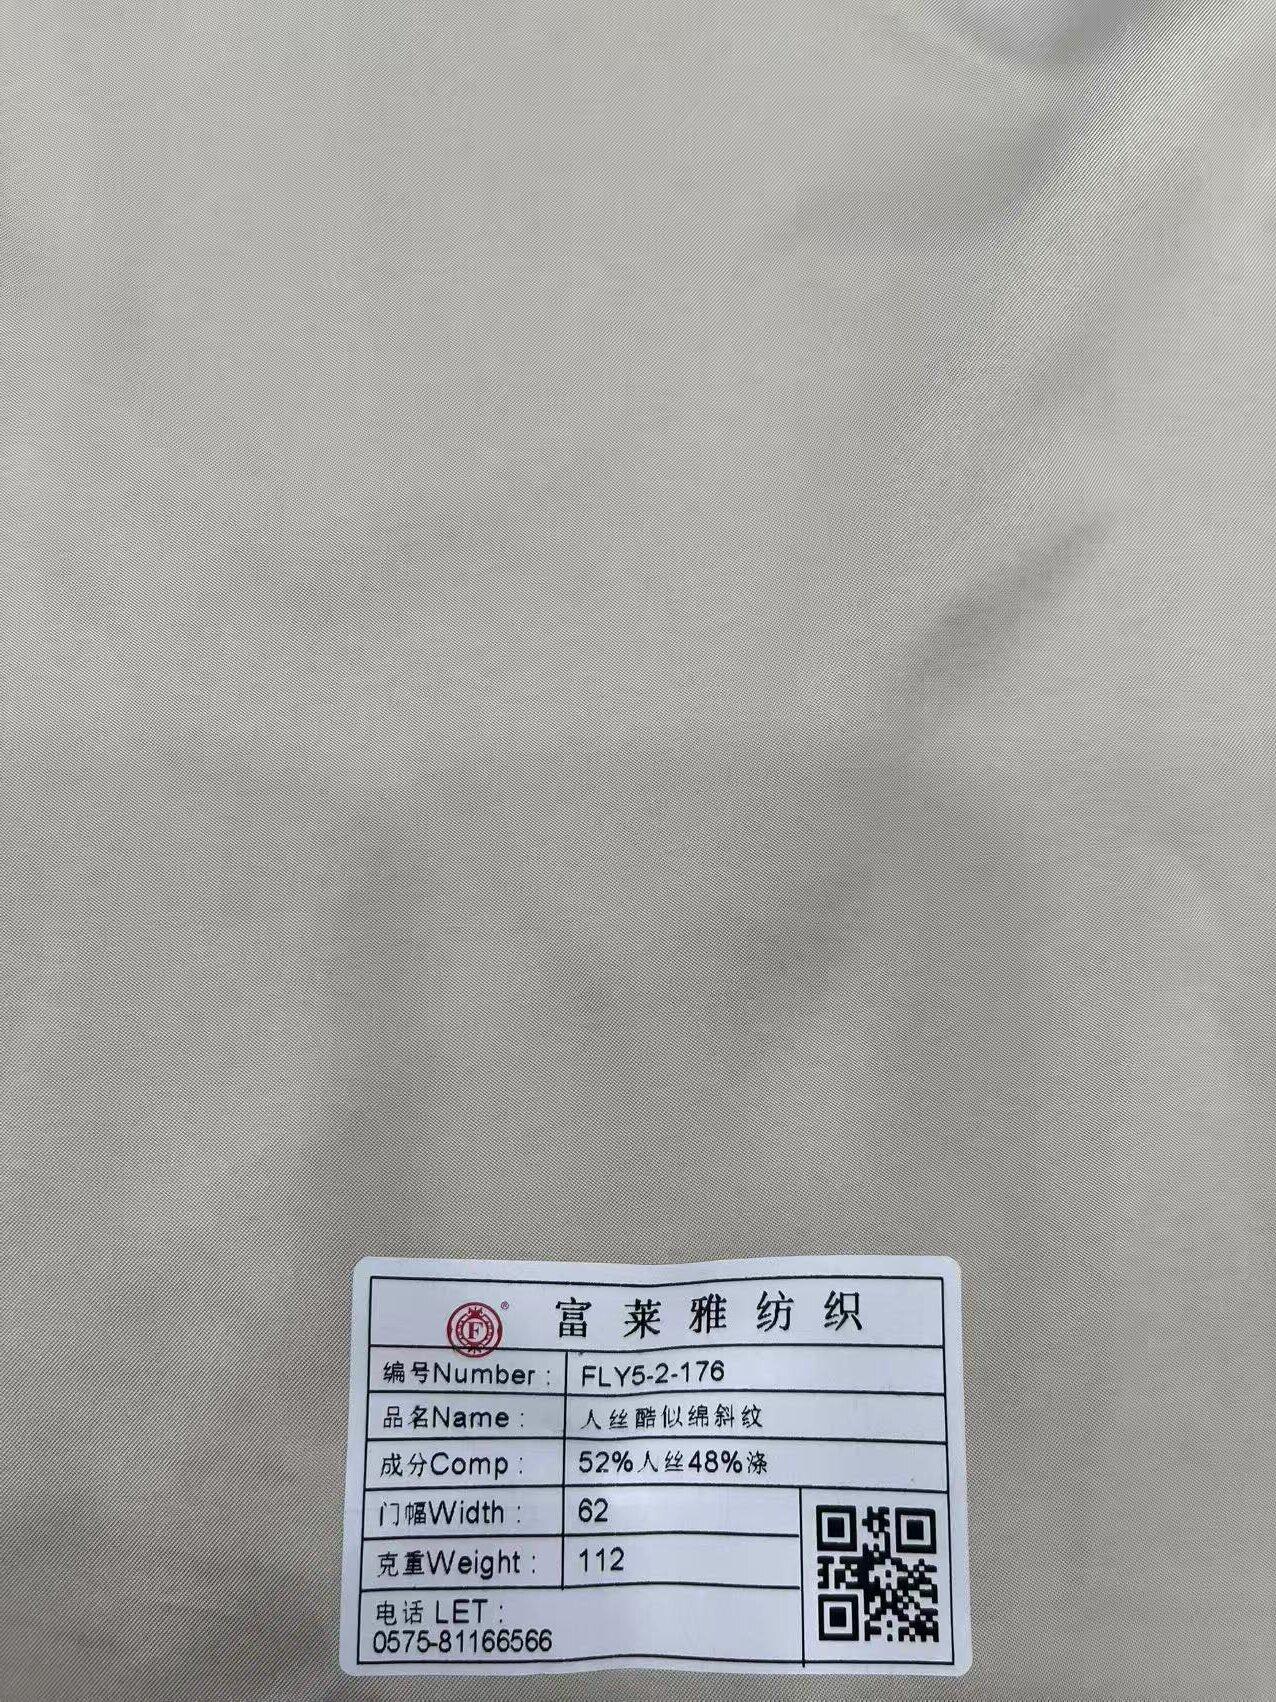 F ®
富莱雅纺织
编号Number: FLY5-2-176
品名Name: 人丝酷似绵斜纹
成分Comp: 52%人丝48%涤
门幅Width: 62
克重Weight: 112
电话 LET:
0575-81166566